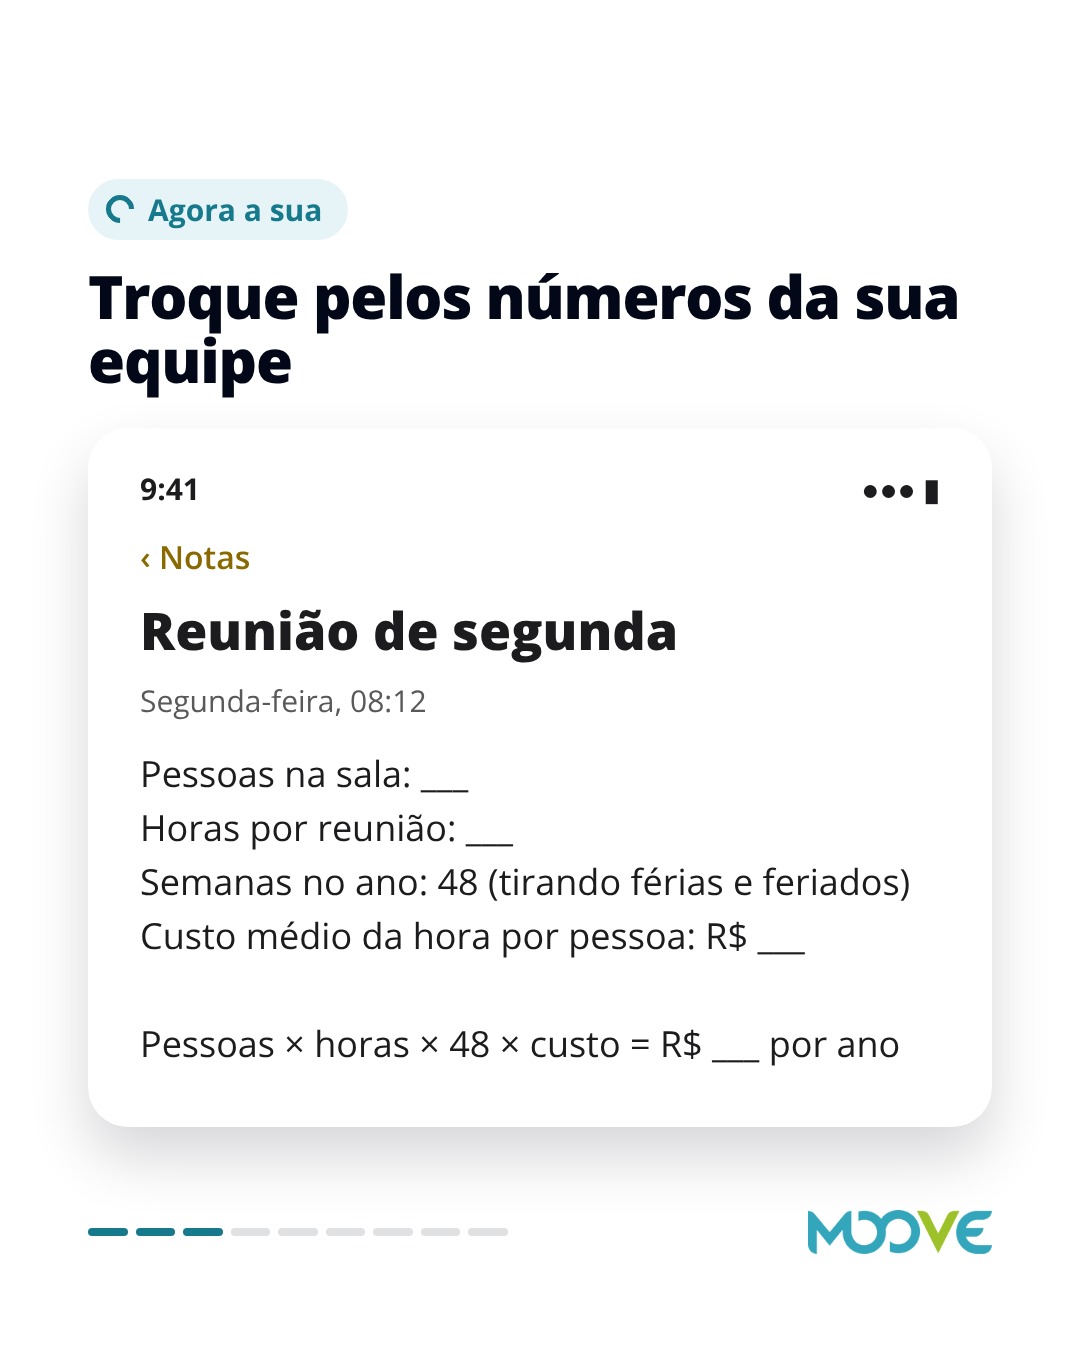 Agora a sua
Troque pelos números da sua
equipe
9:41
‹ Notas
Reunião de segunda
Segunda-feira, 08:12
Pessoas na sala: ___
Horas por reunião: ___
Semanas no ano: 48 (tirando férias e feriados)
Custo médio da hora por pessoa: R$ ___
Pessoas × horas × 48 × custo = R$ ___ por ano
MOOVE